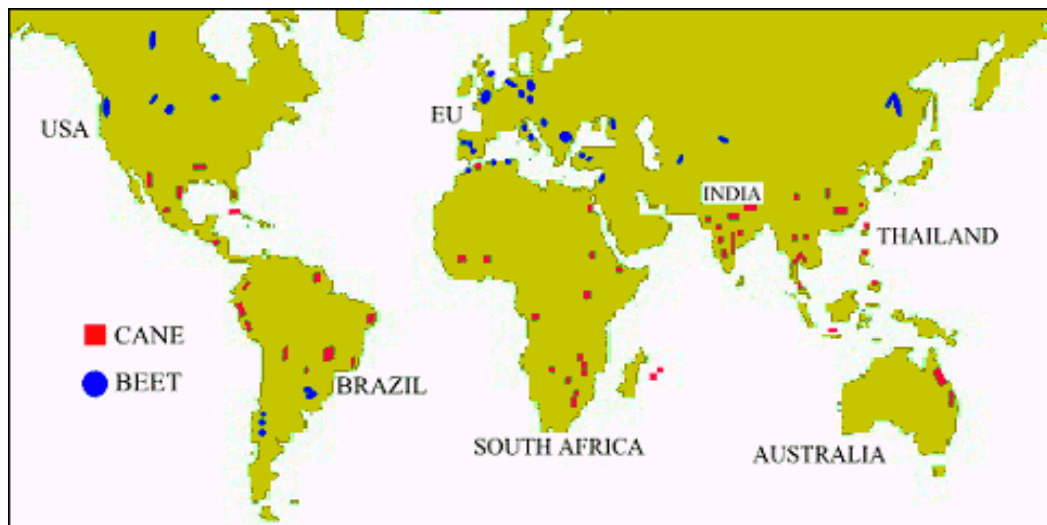 USA
EU
INDIA
THAILAND
CANE
BEET
BRAZIL
SOUTH AFRICA
AUSTRALIA